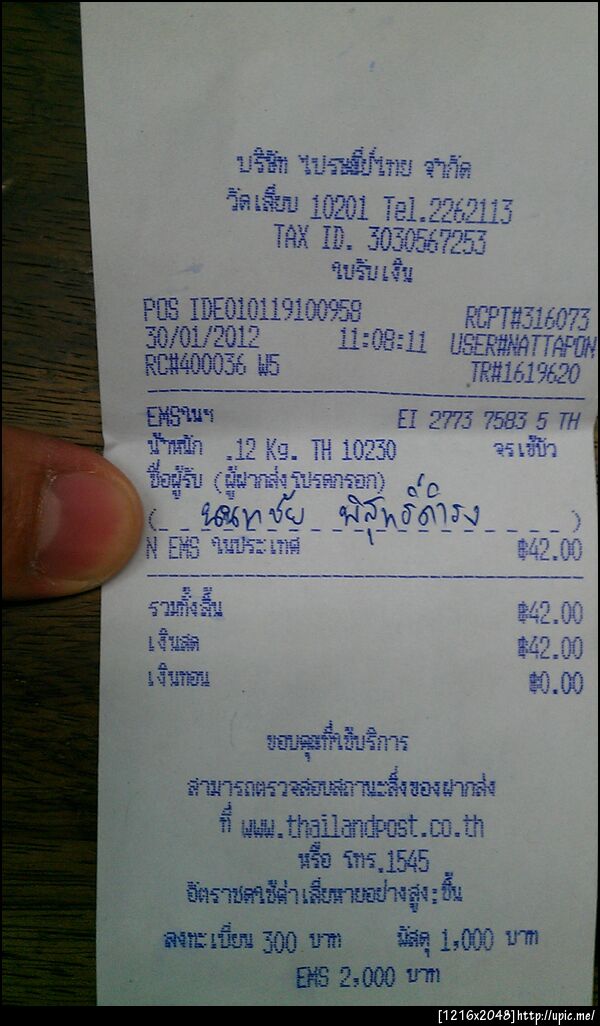 บริษัท ไปรษณีย์ไทย จำกัด
วัดเลียบ 10201 Tel.2262113
TAX ID. 3030567253
ใบรับเงิน
POS IDE010119100958 RCPT#316073
30/01/2012 11:08:11 USER#NATTAPON
RC#400036 W5 TR#1619620
EMSในฯ EI 2773 7583 5 TH
น้ำหนัก .12 Kg. TH 10230 จรเข้บัว
ชื่อผู้รับ (ผู้ฝากส่งโปรดกรอก)
( นนทชัย พิสุทธิ์ดำรง )
N EMS ในประเทศ ฿42.00
รวมทั้งสิ้น ฿42.00
เงินสด ฿42.00
เงินทอน ฿0.00
ขอบคุณที่ใช้บริการ
สามารถตรวจสอบสถานะสิ่งของฝากส่ง
ที่ www.thailandpost.co.th
หรือ โทร.1545
อัตราชดใช้ค่าเสียหายอย่างสูง:ชิ้น
ลงทะเบียน 300 บาท พัสดุ 1,000 บาท
EMS 2,000 บาท
[1216x2048]http://upic.me/